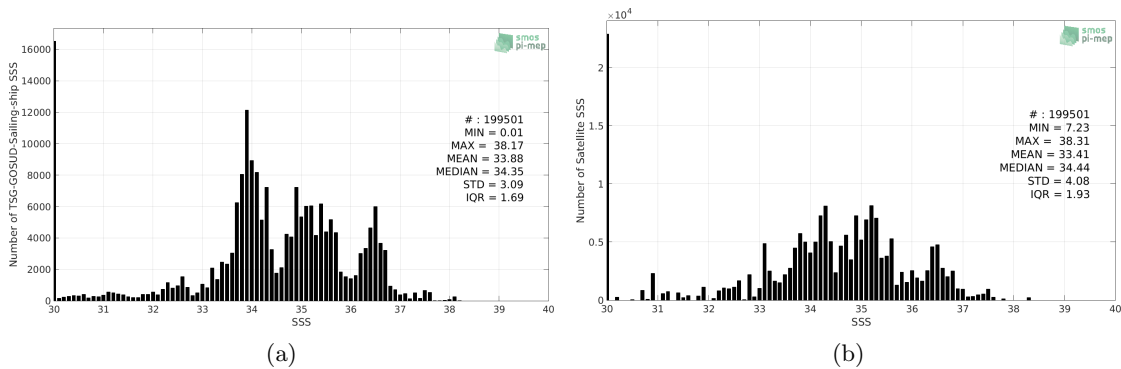 smos
pi-mep
Number of TSG-GOSUD-Sailing-ship SSS
16000
14000
12000
10000
8000
6000
4000
2000
0
# : 199501
MIN = 0.01
MAX = 38.17
MEAN = 33.88
MEDIAN = 34.35
STD = 3.09
IQR = 1.69
30 31 32 33 34 35 36 37 38 39 40
SSS
(a)
×10⁴
smos
pi-mep
Number of Satellite SSS
2
1.5
1
0.5
0
# : 199501
MIN = 7.23
MAX = 38.31
MEAN = 33.41
MEDIAN = 34.44
STD = 4.08
IQR = 1.93
30 31 32 33 34 35 36 37 38 39 40
SSS
(b)